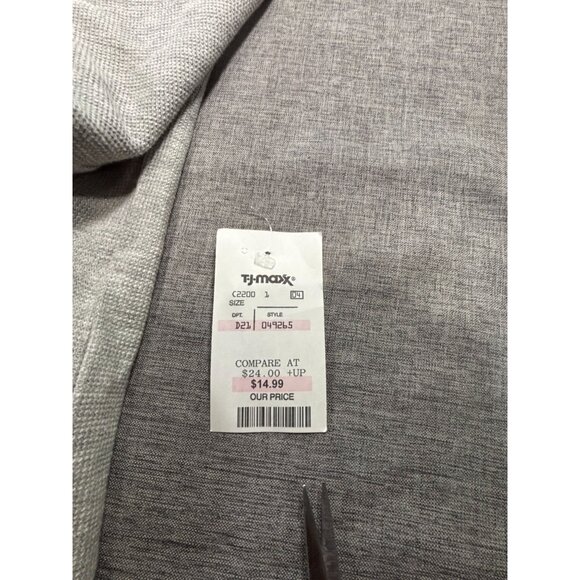 T·J·maxx®
C2200 1 04
SIZE
DPT. STYLE
D21 049265
COMPARE AT
$24.00 +UP
$14.99
OUR PRICE